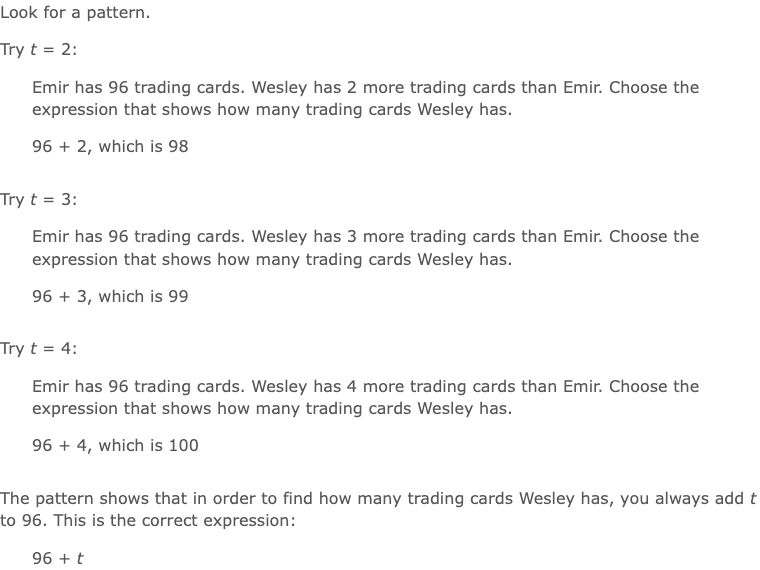 Look for a pattern.
Try t = 2:
Emir has 96 trading cards. Wesley has 2 more trading cards than Emir. Choose the
expression that shows how many trading cards Wesley has.
96 + 2, which is 98
Try t = 3:
Emir has 96 trading cards. Wesley has 3 more trading cards than Emir. Choose the
expression that shows how many trading cards Wesley has.
96 + 3, which is 99
Try t = 4:
Emir has 96 trading cards. Wesley has 4 more trading cards than Emir. Choose the
expression that shows how many trading cards Wesley has.
96 + 4, which is 100
The pattern shows that in order to find how many trading cards Wesley has, you always add t
to 96. This is the correct expression:
96 + t